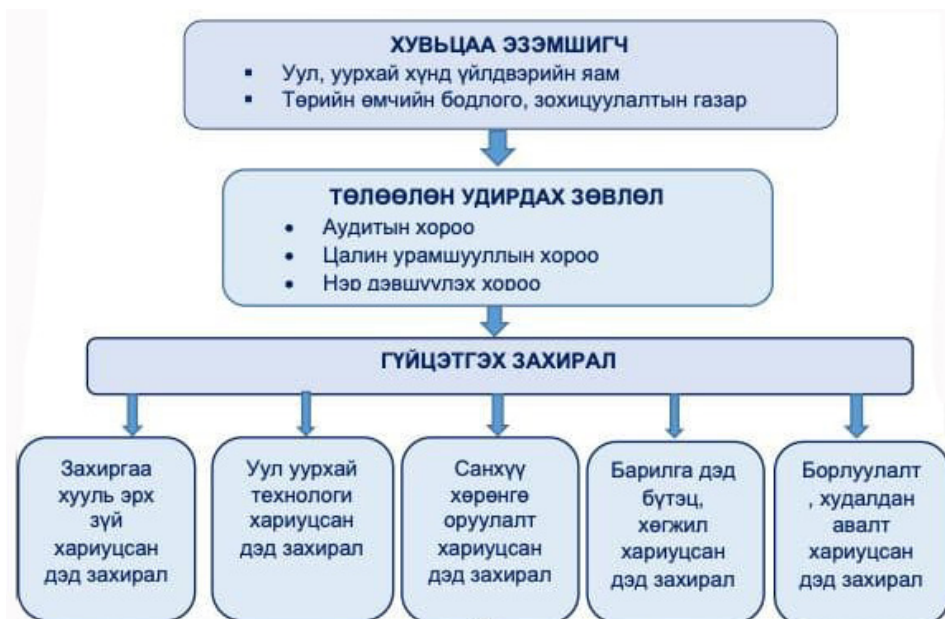 ХУВЬЦАА ЭЗЭМШИГЧ
▪ Уул, уурхай хүнд үйлдвэрийн яам
▪ Төрийн өмчийн бодлого, зохицуулалтын газар
ТӨЛӨӨЛӨН УДИРДАХ ЗӨВЛӨЛ
• Аудитын хороо
• Цалин урамшууллын хороо
• Нэр дэвшүүлэх хороо
ГҮЙЦЭТГЭХ ЗАХИРАЛ
Захиргаа
хууль эрх
зүй
хариуцсан
дэд захирал
Уул уурхай
технологи
хариуцсан
дэд захирал
Санхүү
хөрөнгө
оруулалт
хариуцсан
дэд захирал
Барилга дэд
бүтэц,
хөгжил
хариуцсан
дэд захирал
Борлуулалт
, худалдан
авалт
хариуцсан
дэд захирал